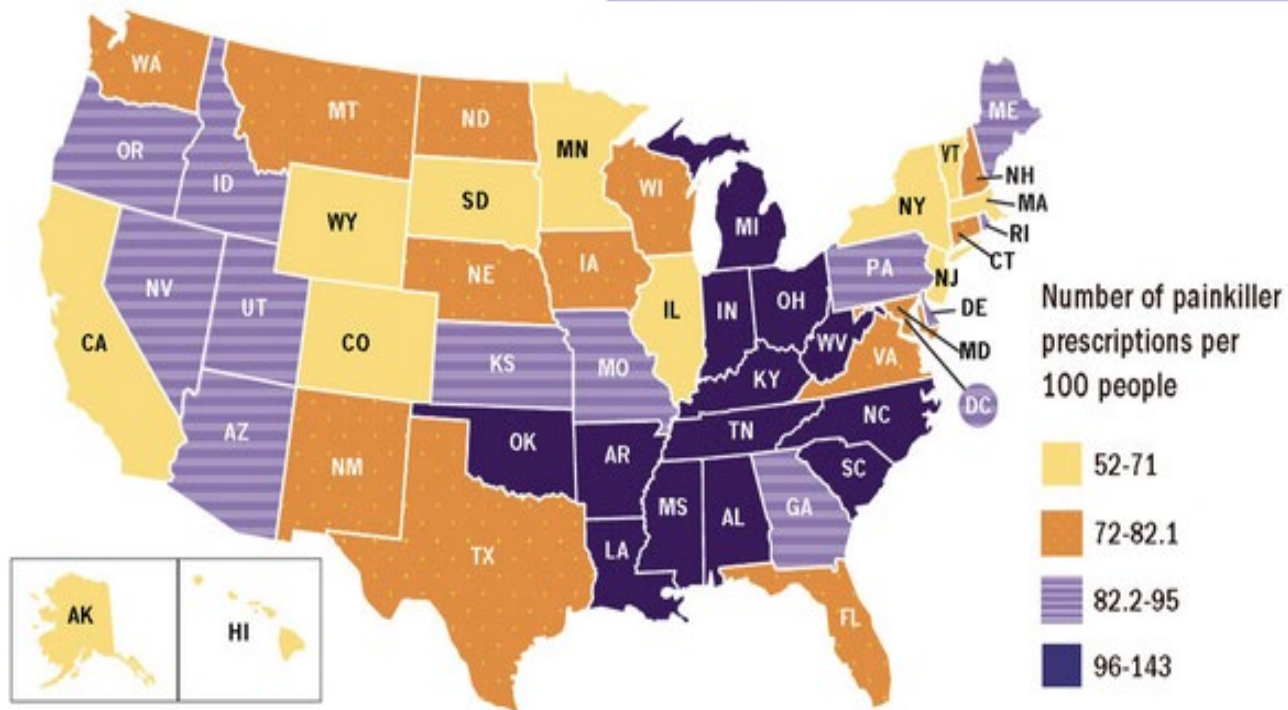 WA
MT
ND
MN
ME
VT
NH
OR
ID
WY
SD
WI
NY
MA
RI
CT
MI
NV
UT
CO
NE
IA
IL
IN
OH
PA
NJ
DE
MD
DC
CA
KS
MO
KY
WV
VA
AZ
NM
OK
AR
TN
NC
SC
TX
LA
MS
AL
GA
FL
AK
HI
Number of painkiller
prescriptions per
100 people
52-71
72-82.1
82.2-95
96-143